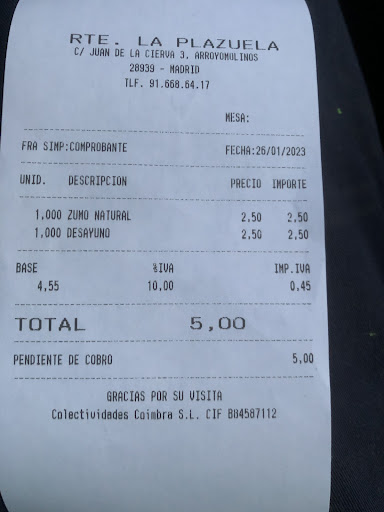 RTE. LA PLAZUELA
C/ JUAN DE LA CIERVA 3, ARROYOMOLINOS
28939 - MADRID
TLF. 91.668.64.17
MESA:
FRA SIMP:COMPROBANTE FECHA:26/01/2023
UNID. DESCRIPCION PRECIO IMPORTE
1,000 ZUMO NATURAL 2,50 2,50
1,000 DESAYUNO 2,50 2,50
BASE %IVA IMP.IVA
4,55 10,00 0,45
TOTAL 5,00
PENDIENTE DE COBRO 5,00
GRACIAS POR SU VISITA
Colectividades Coimbra S.L. CIF B84587112